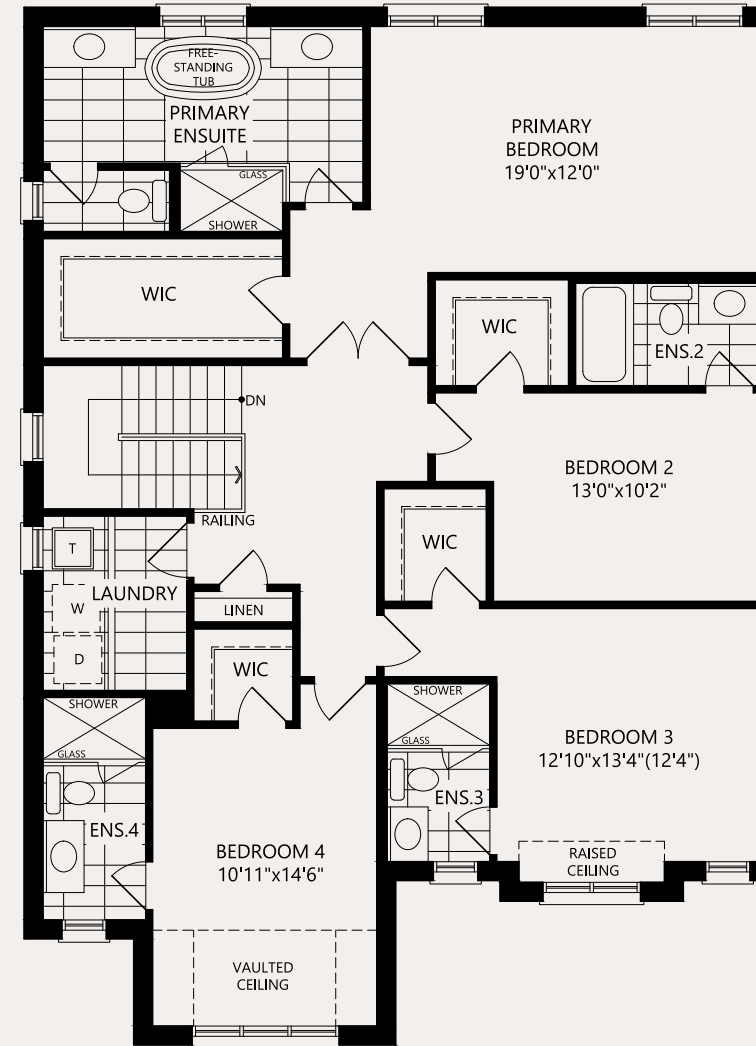 FREE-
STANDING
TUB
PRIMARY
ENSUITE
PRIMARY
BEDROOM
19'0"x12'0"
GLASS
SHOWER
WIC
WIC
ENS.2
DN
BEDROOM 2
13'0"x10'2"
RAILING
WIC
T
LAUNDRY
W
LINEN
D
WIC
SHOWER
GLASS
SHOWER
GLASS
BEDROOM 3
12'10"x13'4"(12'4")
ENS.3
ENS.4
BEDROOM 4
10'11"x14'6"
RAISED
CEILING
VAULTED
CEILING